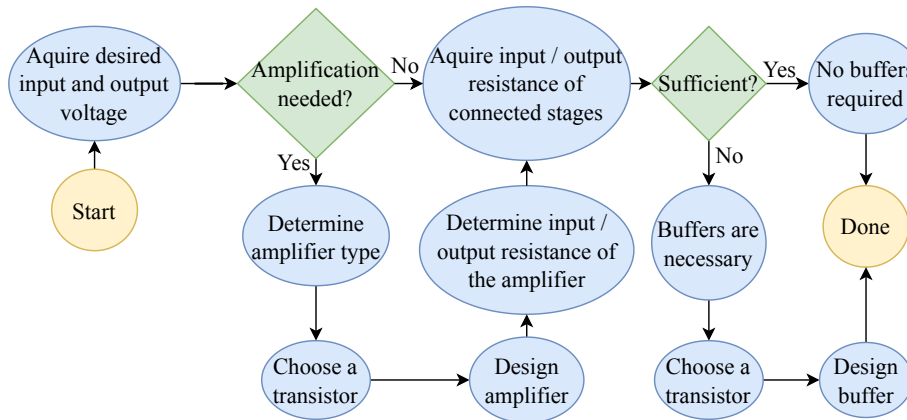 Aquire desired
input and output
voltage
Start
Amplification
needed?
No
Yes
Determine
amplifier type
Choose a
transistor
Design
amplifier
Determine input /
output resistance of
the amplifier
Aquire input / output
resistance of
connected stages
Sufficient?
Yes
No
No buffers
required
Buffers are
necessary
Choose a
transistor
Design
buffer
Done